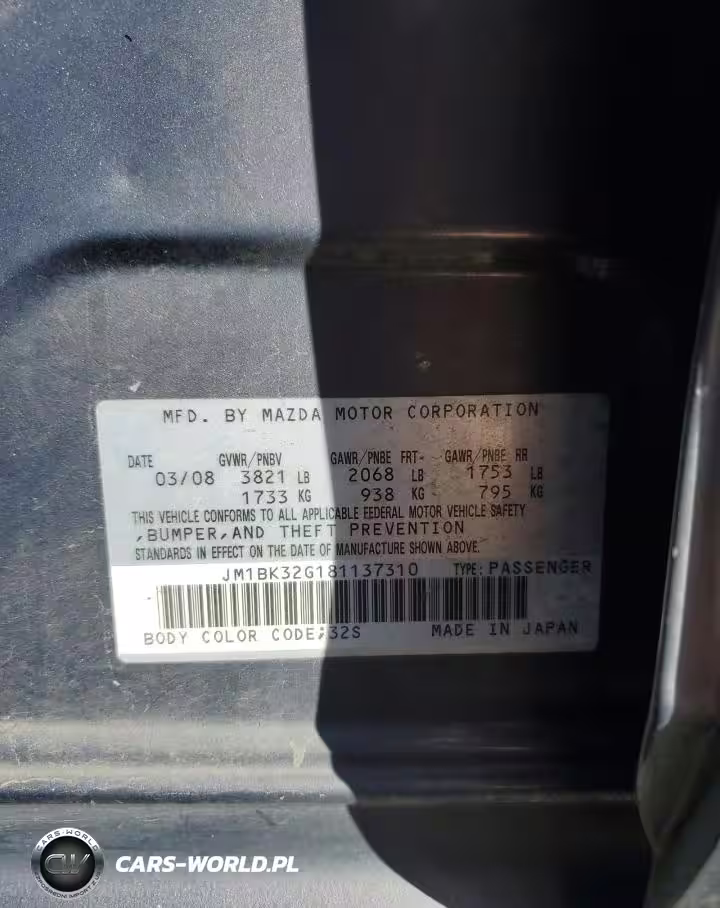 MFD. BY MAZDA MOTOR CORPORATION
DATE GVWR/PNBV GAWR/PNBE FRT- GAWR/PNBE RR
03/08 3821 LB 2068 LB 1753 LB
1733 KG 938 KG- 795 KG
THIS VEHICLE CONFORMS TO ALL APPLICABLE FEDERAL MOTOR VEHICLE SAFETY
,BUMPER,AND THEFT PREVENTION
STANDARDS IN EFFECT ON THE DATE OF MANUFACTURE SHOWN ABOVE.
JM1BK32G181137310 TYPE: PASSENGER
BODY COLOR CODE:32S MADE IN JAPAN
CARS-WORLD
CARS-WORLD.PL